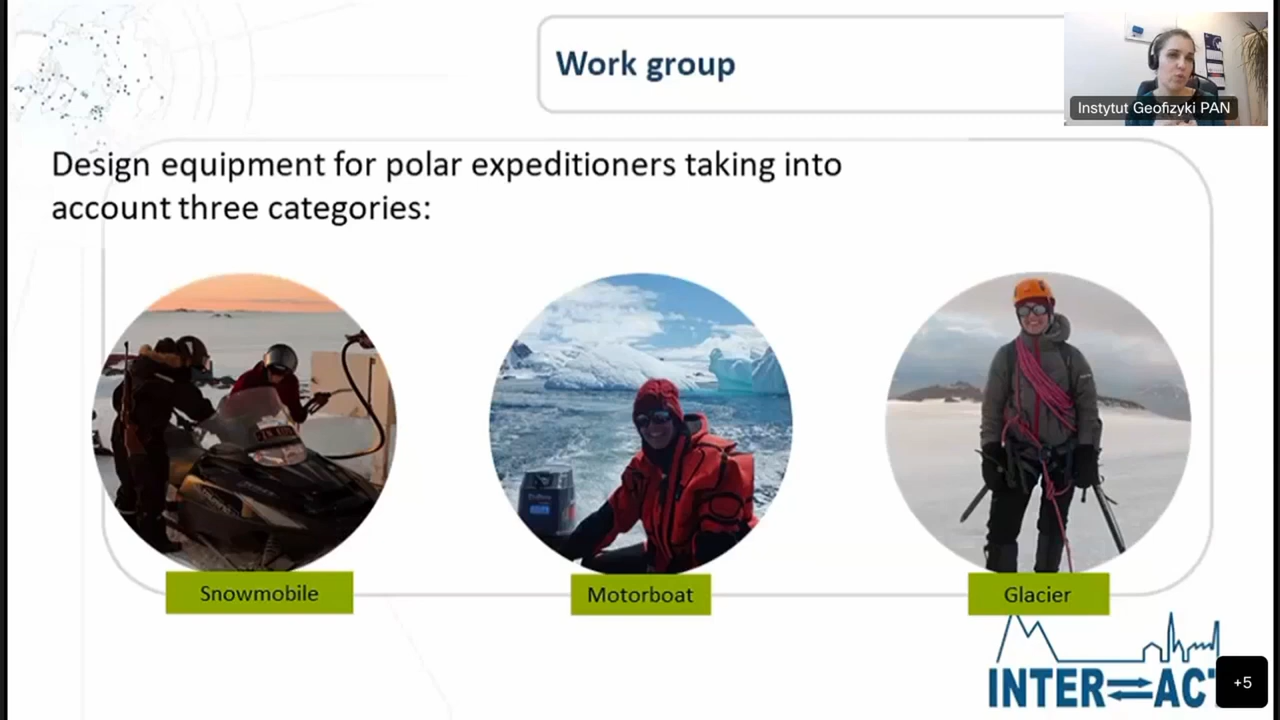 Work group
Instytut Geofizyki PAN
Design equipment for polar expeditioners taking into
account three categories:
Snowmobile
Motorboat
Glacier
INTER AC
+5